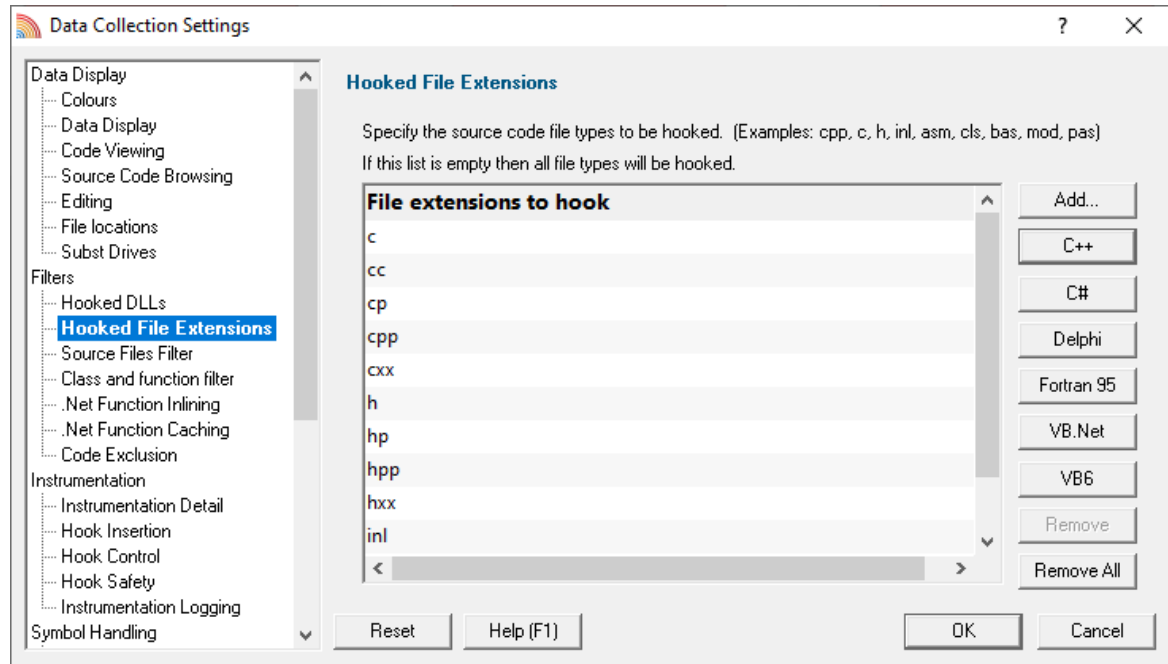 Data Collection Settings
?
Data Display
Colours
Data Display
Code Viewing
Source Code Browsing
Editing
File locations
Subst Drives
Filters
Hooked DLLs
Hooked File Extensions
Source Files Filter
Class and function filter
.Net Function Inlining
.Net Function Caching
Code Exclusion
Instrumentation
Instrumentation Detail
Hook Insertion
Hook Control
Hook Safety
Instrumentation Logging
Symbol Handling
Hooked File Extensions
Specify the source code file types to be hooked. (Examples: cpp, c, h, inl, asm, cls, bas, mod, pas)
If this list is empty then all file types will be hooked.
File extensions to hook
c
cc
cp
cpp
cxx
h
hp
hpp
hxx
inl
Add...
C++
C#
Delphi
Fortran 95
VB.Net
VB6
Remove
Remove All
Reset
Help (F1)
OK
Cancel